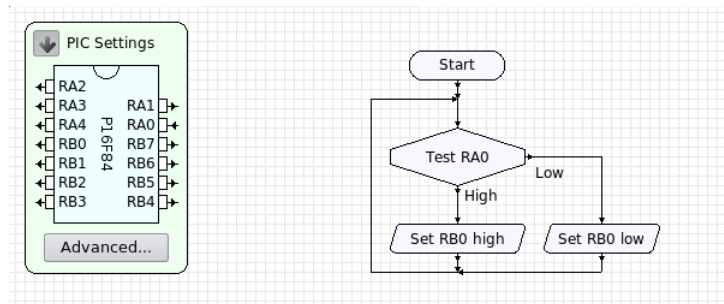 PIC Settings
RA2
RA3 RA1
RA4 RA0
RB0 RB7
RB1 RB6
RB2 RB5
RB3 RB4
P16F84
Advanced...
Start
Test RA0
Low
High
Set RB0 high
Set RB0 low